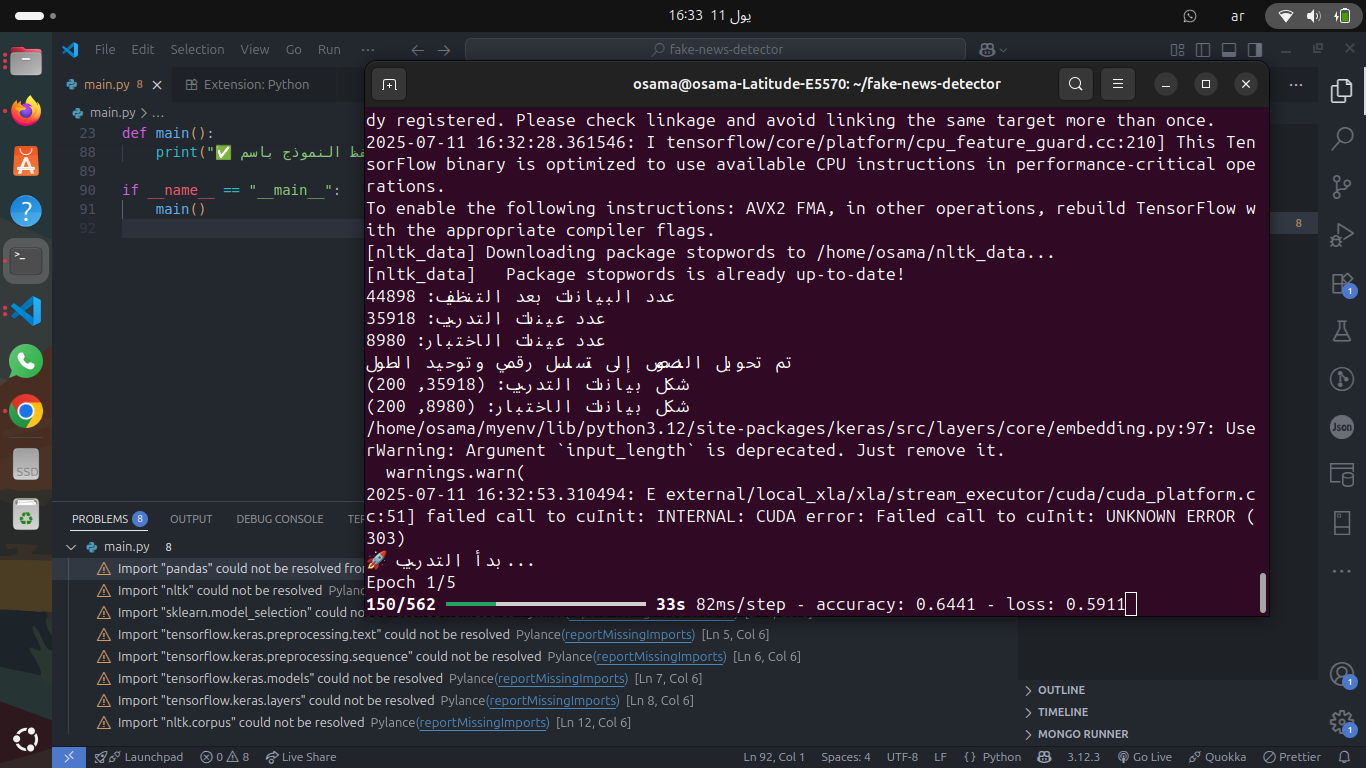 16:33 11 يول
ar
File Edit Selection View Go Run ···
fake-news-detector
main.py 8
Extension: Python
main.py > ...
23 def main():
88 print("✅ ظ النموذج باسم
89
90 if __name__ == "__main__":
91 main()
92
osama@osama-Latitude-E5570: ~/fake-news-detector
dy registered. Please check linkage and avoid linking the same target more than once.
2025-07-11 16:32:28.361546: I tensorflow/core/platform/cpu_feature_guard.cc:210] This Ten
sorFlow binary is optimized to use available CPU instructions in performance-critical ope
rations.
To enable the following instructions: AVX2 FMA, in other operations, rebuild TensorFlow w
ith the appropriate compiler flags.
[nltk_data] Downloading package stopwords to /home/osama/nltk_data...
[nltk_data]   Package stopwords is already up-to-date!
عدد البيانات بعد التنظيف: 44898
عدد عينات التدريب: 35918
عدد عينات الاختبار: 8980
تم تحويل النصوص إلى تسلسل رقمي وتوحيد الطول
شكل بيانات التدريب: (35918, 200)
شكل بيانات الاختبار: (8980, 200)
/home/osama/myenv/lib/python3.12/site-packages/keras/src/layers/core/embedding.py:97: Use
rWarning: Argument `input_length` is deprecated. Just remove it.
  warnings.warn(
2025-07-11 16:32:53.310494: E external/local_xla/xla/stream_executor/cuda/cuda_platform.c
c:51] failed call to cuInit: INTERNAL: CUDA error: Failed call to cuInit: UNKNOWN ERROR (
303)
🚀 بدأ التدريب...
Epoch 1/5
150/562 33s 82ms/step - accuracy: 0.6441 - loss: 0.5911
8
PROBLEMS 8 OUTPUT DEBUG CONSOLE TE
main.py 8
Import "pandas" could not be resolved fro
Import "nltk" could not be resolved Pylan
Import "sklearn.model_selection" could no
Import "tensorflow.keras.preprocessing.text" could not be resolved Pylance(reportMissingImports) [Ln 5, Col 6]
Import "tensorflow.keras.preprocessing.sequence" could not be resolved Pylance(reportMissingImports) [Ln 6, Col 6]
Import "tensorflow.keras.models" could not be resolved Pylance(reportMissingImports) [Ln 7, Col 6]
Import "tensorflow.keras.layers" could not be resolved Pylance(reportMissingImports) [Ln 8, Col 6]
Import "nltk.corpus" could not be resolved Pylance(reportMissingImports) [Ln 12, Col 6]
OUTLINE
TIMELINE
MONGO RUNNER
SSD
Json
1
1
1
Launchpad 0 8 Live Share Ln 92, Col 1 Spaces: 4 UTF-8 LF {} Python 3.12.3 Go Live Quokka Prettier